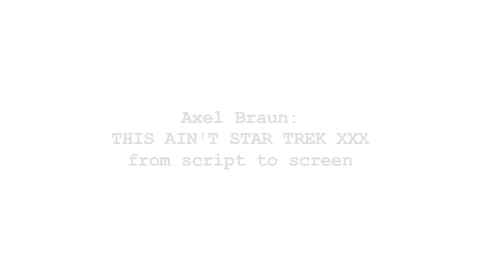 Axel Braun:
THIS AIN'T STAR TREK XXX
from script to screen